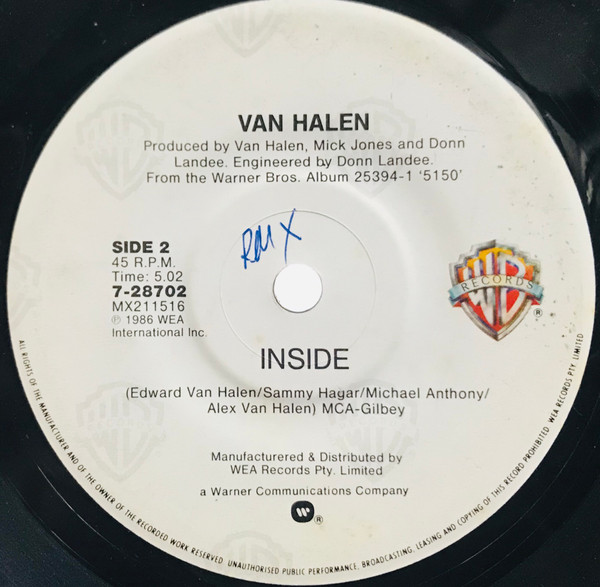 VAN HALEN
Produced by Van Halen, Mick Jones and Donn
Landee. Engineered by Donn Landee.
From the Warner Bros. Album 25394-1 '5150'
SIDE 2
45 R.P.M.
Time: 5.02
7-28702
MX211516
℗ 1986 WEA
International Inc.
RMX
WB
RECORDS
®
INSIDE
(Edward Van Halen/Sammy Hagar/Michael Anthony/
Alex Van Halen) MCA-Gilbey
Manufacturered & Distributed by
WEA Records Pty. Limited
a Warner Communications Company
®
ALL RIGHTS OF THE MANUFACTURER AND OF THE OWNER OF THE RECORDED WORK RESERVED. UNAUTHORISED PUBLIC PERFORMANCE, BROADCASTING, LEASING AND COPYING OF THIS RECORD PROHIBITED. WEA RECORDS PTY. LIMITED